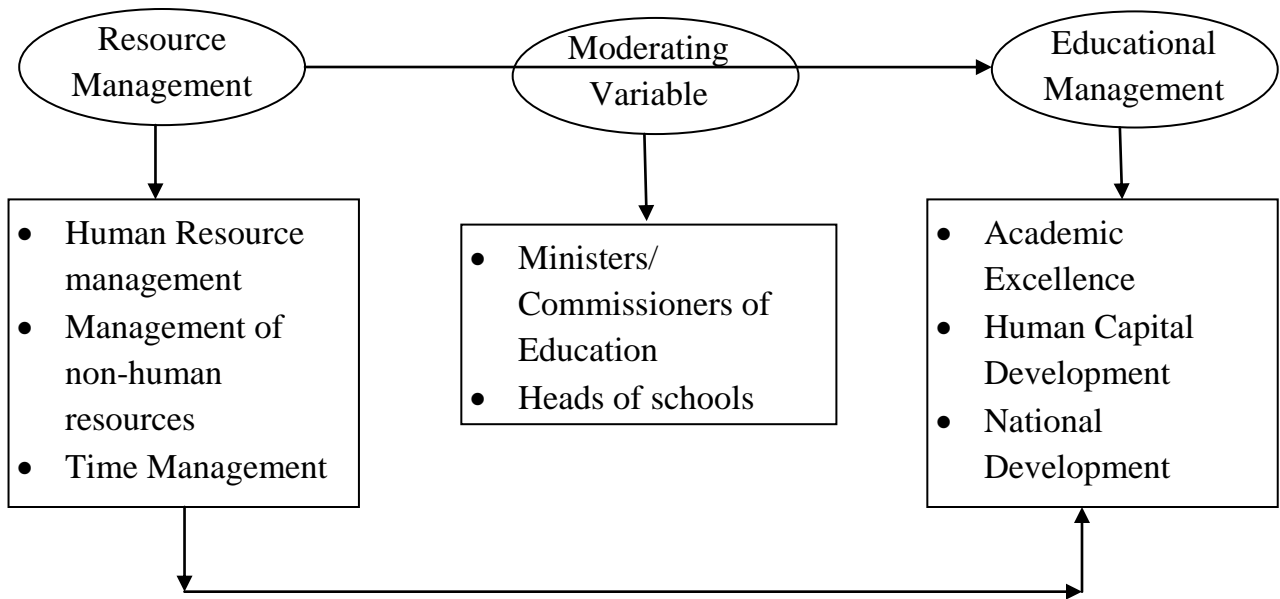 Resource
Management
Moderating
Variable
Educational
Management
• Human Resource
management
• Management of
non-human
resources
• Time Management
• Ministers/
Commissioners of
Education
• Heads of schools
• Academic
Excellence
• Human Capital
Development
• National
Development